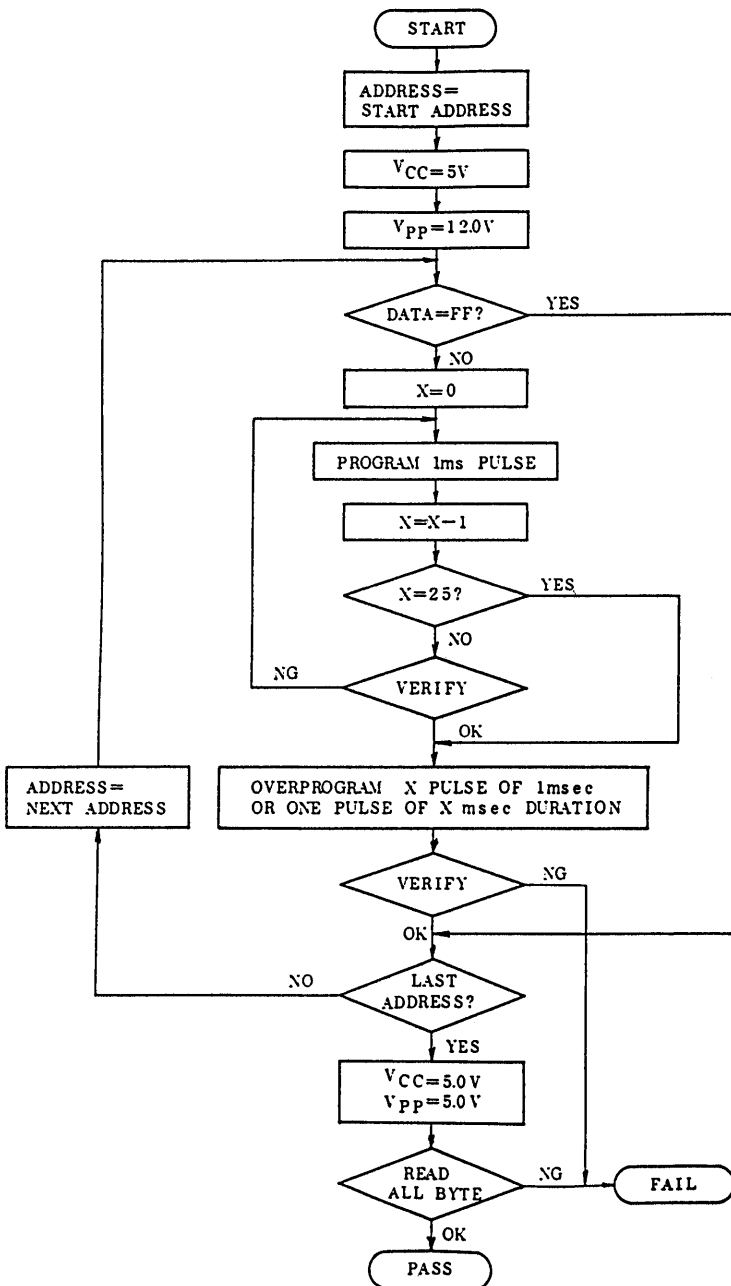 START
ADDRESS=
START ADDRESS
VCC=5V
VPP=12.0V
DATA=FF?
YES
NO
X=0
PROGRAM 1ms PULSE
X=X-1
X=25?
YES
NO
NG
VERIFY
OK
ADDRESS=
NEXT ADDRESS
OVERPROGRAM X PULSE OF 1msec
OR ONE PULSE OF X msec DURATION
VERIFY
NG
OK
NO
LAST
ADDRESS?
YES
VCC=5.0V
VPP=5.0V
READ
ALL BYTE
NG
FAIL
OK
PASS